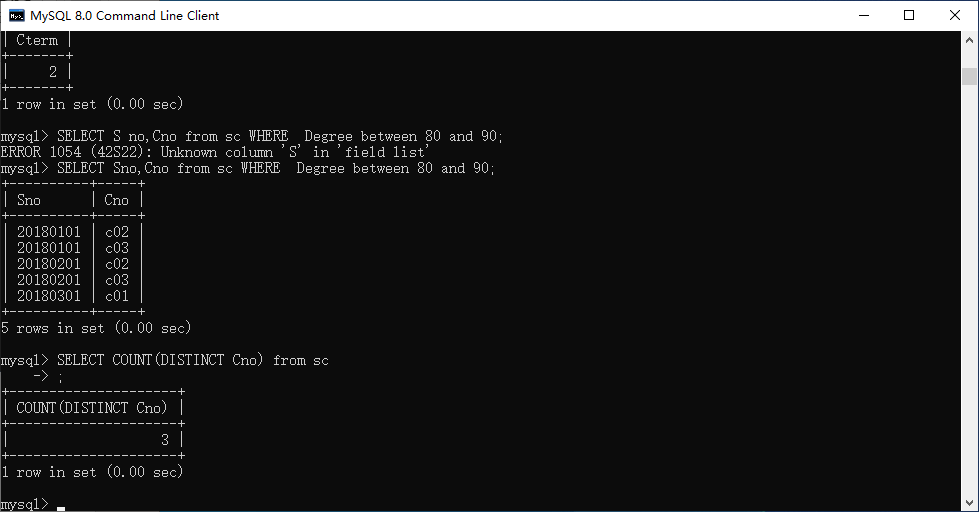 MySQL 8.0 Command Line Client
| Cterm |
+-------+
|     2 |
+-------+
1 row in set (0.00 sec)
mysql> SELECT S no,Cno from sc WHERE  Degree between 80 and 90;
ERROR 1054 (42S22): Unknown column 'S' in 'field list'
mysql> SELECT Sno,Cno from sc WHERE  Degree between 80 and 90;
+----------+-----+
| Sno      | Cno |
+----------+-----+
| 20180101 | c02 |
| 20180101 | c03 |
| 20180201 | c02 |
| 20180201 | c03 |
| 20180301 | c01 |
+----------+-----+
5 rows in set (0.00 sec)
mysql> SELECT COUNT(DISTINCT Cno) from sc
    -> ;
+---------------------+
| COUNT(DISTINCT Cno) |
+---------------------+
|                   3 |
+---------------------+
1 row in set (0.00 sec)
mysql>